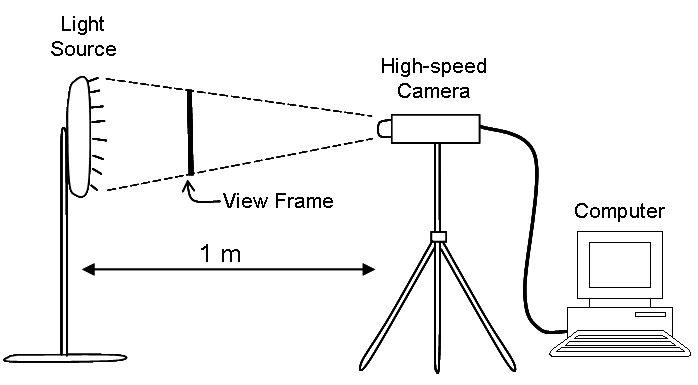 Light
Source
High-speed
Camera
View Frame
Computer
1 m